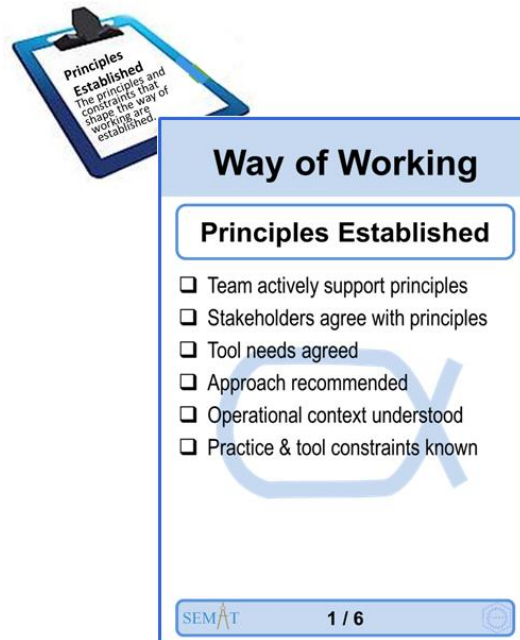 Principles
Established
The principles and
constraints that
shape the way of
working are
established.
Way of Working
Principles Established
Team actively support principles
Stakeholders agree with principles
Tool needs agreed
Approach recommended
Operational context understood
Practice & tool constraints known
SEMAT
1 / 6